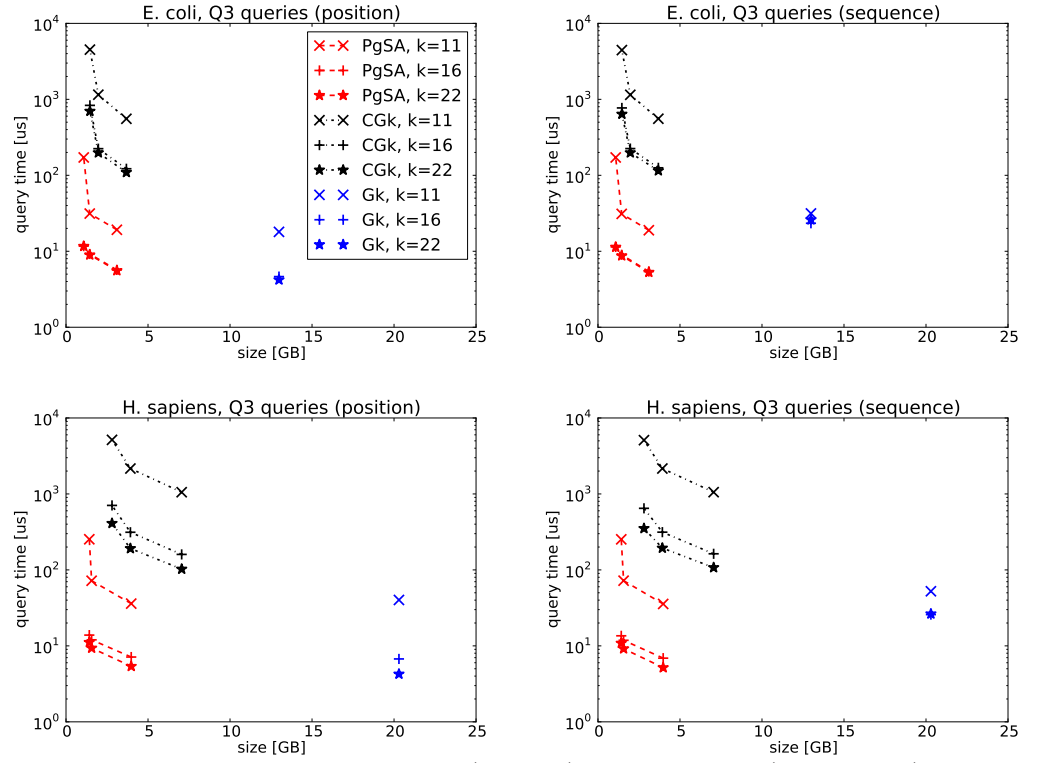 E. coli, Q3 queries (position)
10^4
10^3
10^2
10^1
10^0
query time [us]
PgSA, k=11
PgSA, k=16
PgSA, k=22
CGk, k=11
CGk, k=16
CGk, k=22
Gk, k=11
Gk, k=16
Gk, k=22
0 5 10 15 20 25
size [GB]
E. coli, Q3 queries (sequence)
10^4
10^3
10^2
10^1
10^0
query time [us]
0 5 10 15 20 25
size [GB]
H. sapiens, Q3 queries (position)
10^4
10^3
10^2
10^1
10^0
query time [us]
0 5 10 15 20 25
size [GB]
H. sapiens, Q3 queries (sequence)
10^4
10^3
10^2
10^1
10^0
query time [us]
0 5 10 15 20 25
size [GB]